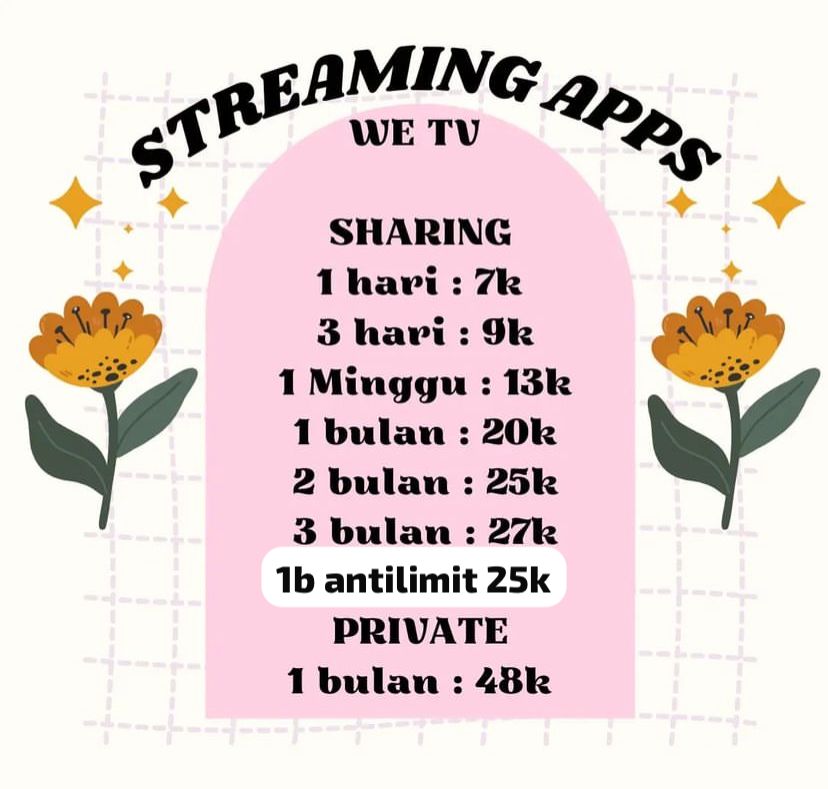 STREAMING APPS
WE TV
SHARING
1 hari : 7k
3 hari : 9k
1 Minggu : 13k
1 bulan : 20k
2 bulan : 25k
3 bulan : 27k
1b antilimit 25k
PRIVATE
1 bulan : 48k